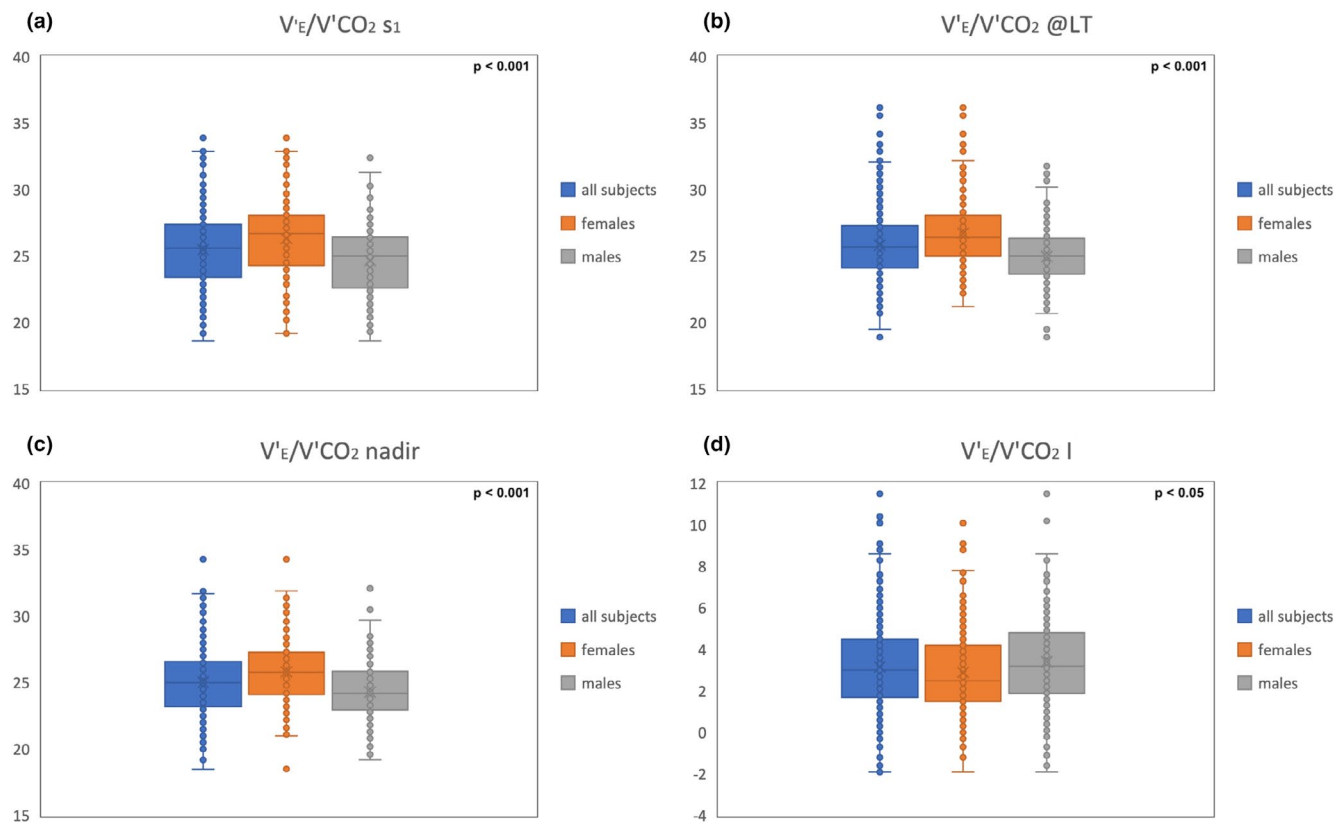 (a)
V'E/V'CO2 s1
40
35
30
25
20
15
p < 0.001
all subjects
females
males
(b)
V'E/V'CO2 @LT
40
35
30
25
20
15
p < 0.001
all subjects
females
males
(c)
V'E/V'CO2 nadir
40
35
30
25
20
15
p < 0.001
all subjects
females
males
(d)
V'E/V'CO2 I
12
10
8
6
4
2
0
-2
-4
p < 0.05
all subjects
females
males